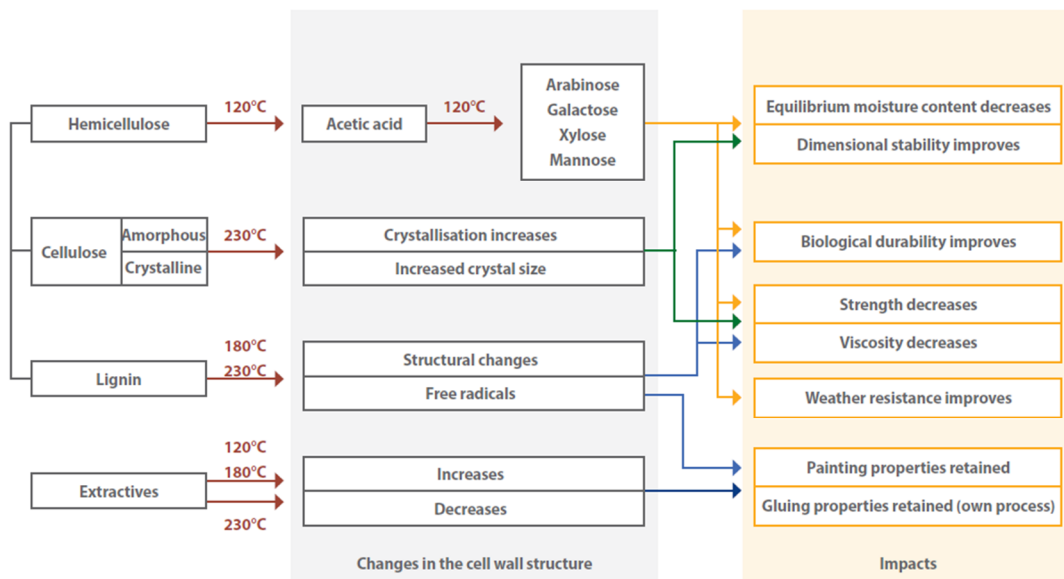 Hemicellulose
120°C
Acetic acid
120°C
Arabinose
Galactose
Xylose
Mannose
Equilibrium moisture content decreases
Dimensional stability improves
Cellulose
Amorphous
Crystalline
230°C
Crystallisation increases
Increased crystal size
Biological durability improves
Strength decreases
Viscosity decreases
Lignin
180°C
230°C
Structural changes
Free radicals
Weather resistance improves
Extractives
120°C
180°C
230°C
Increases
Decreases
Painting properties retained
Gluing properties retained (own process)
Changes in the cell wall structure
Impacts